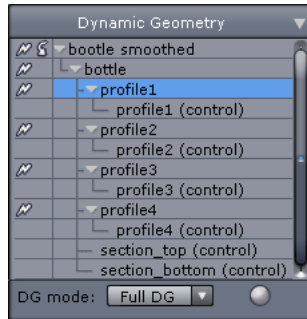 Dynamic Geometry
bootle smoothed
bottle
profile1
profile1 (control)
profile2
profile2 (control)
profile3
profile3 (control)
profile4
profile4 (control)
section_top (control)
section_bottom (control)
DG mode: Full DG